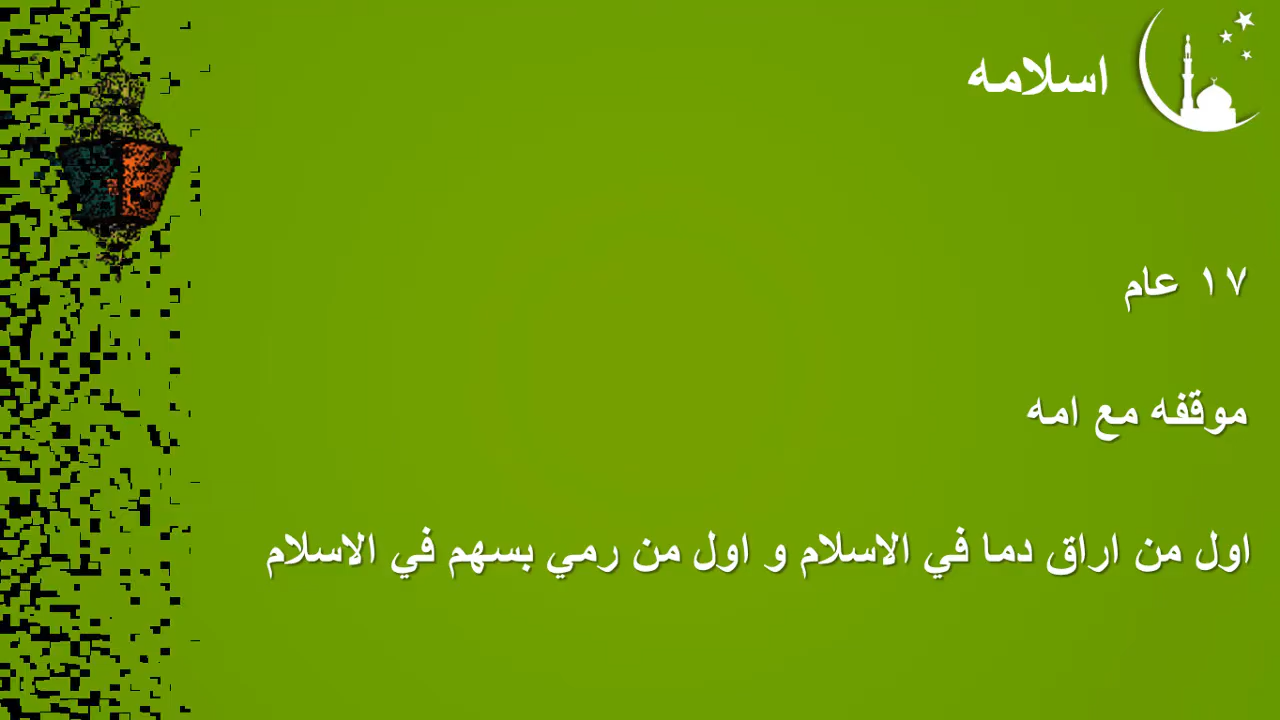 اسلامه
١٧ عام
موقفه مع امه
اول من اراق دما في الاسلام و اول من رمي بسهم في الاسلام